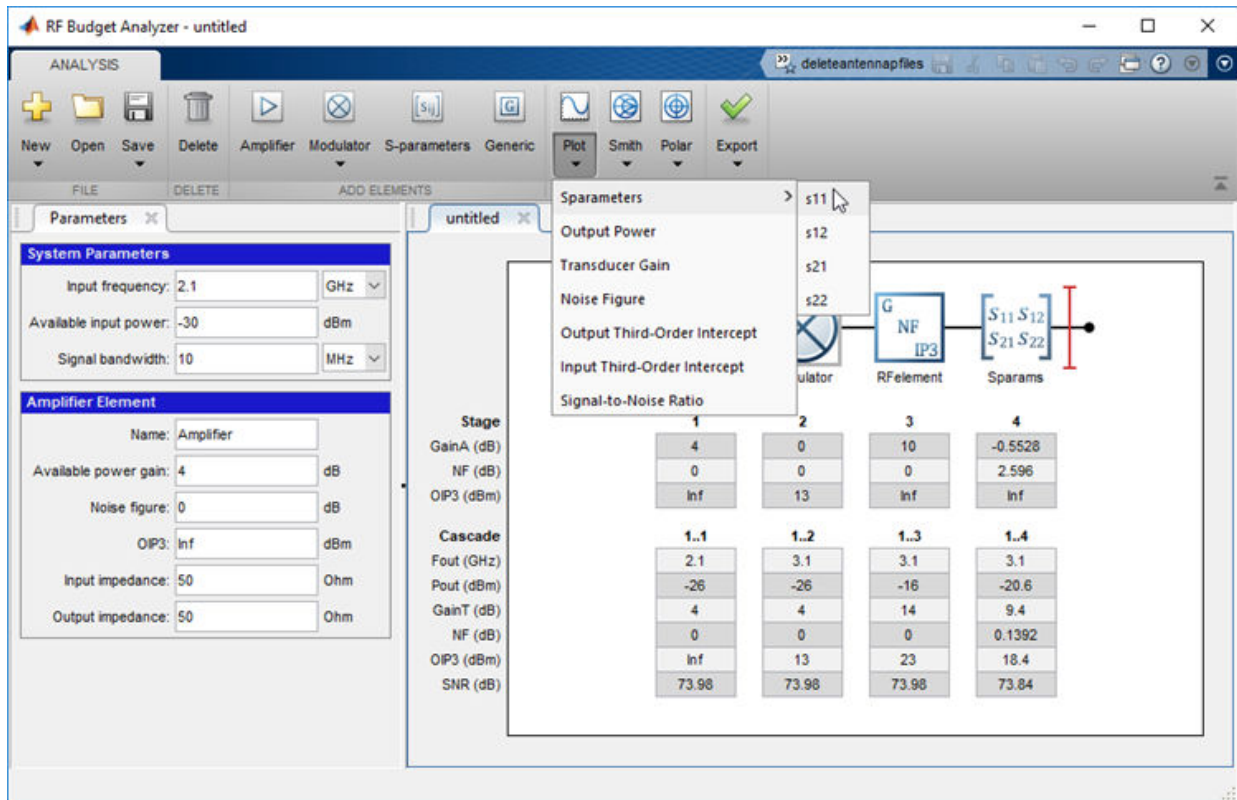 RF Budget Analyzer - untitled
ANALYSIS
deleteantennapfiles
New Open Save Delete Amplifier Modulator S-parameters Generic Plot Smith Polar Export
FILE DELETE ADD ELEMENTS
Parameters
System Parameters
Input frequency: 2.1 GHz
Available input power: -30 dBm
Signal bandwidth: 10 MHz
Amplifier Element
Name: Amplifier
Available power gain: 4 dB
Noise figure: 0 dB
OIP3: Inf dBm
Input impedance: 50 Ohm
Output impedance: 50 Ohm
untitled
Sparameters
Output Power
Transducer Gain
Noise Figure
Output Third-Order Intercept
Input Third-Order Intercept
Signal-to-Noise Ratio
s11
s12
s21
s22
G
NF
IP3
S11 S12
S21 S22
ulator RFelement Sparams
Stage 1 2 3 4
GainA (dB) 4 0 10 -0.5528
NF (dB) 0 0 0 2.596
OIP3 (dBm) Inf 13 Inf Inf
Cascade 1..1 1..2 1..3 1..4
Fout (GHz) 2.1 3.1 3.1 3.1
Pout (dBm) -26 -26 -16 -20.6
GainT (dB) 4 4 14 9.4
NF (dB) 0 0 0 0.1392
OIP3 (dBm) Inf 13 23 18.4
SNR (dB) 73.98 73.98 73.98 73.84